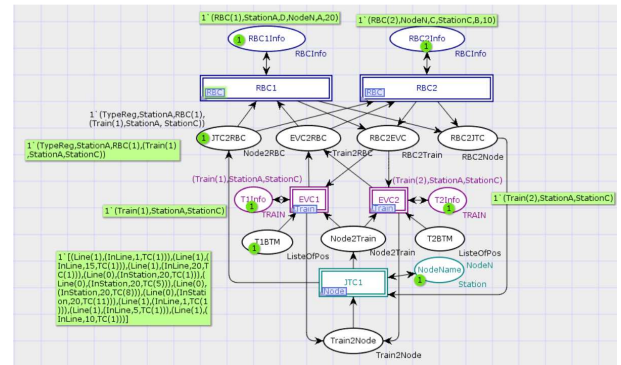 1`(RBC(1),StationA,D,NodeN,A,20)
1`(RBC(2),NodeN,C,StationC,B,10)
1 RBC1Info
RBC2Info
1
RBCInfo
RBCInfo
RBC1
RBC
RBC2
RBC
1`(TypeReg,StationA,RBC(1),
(Train(1),StationA, StationC))
1`(TypeReg,StationA,RBC(1),(Train(1)
,StationA,StationC))
1 JTC2RBC
EVC2RBC
RBC2EVC
RBC2JTC
Node2RBC
Train2RBC
RBC2Train
RBC2Node
(Train(1),StationA,StationC)
(Train(2),StationA,StationC)
1`(Train(2),StationA,StationC)
1`(Train(1),StationA,StationC)
T1Info
1
TRAIN
EVC1
Train
EVC2
Train
T2Info
1
TRAIN
T1BTM
1
ListeOfPos
Node2Train
Node2Train
T2BTM
ListeOfPos
1`[(Line(1),(InLine,1,TC(1))),(Line(1),(
InLine,15,TC(1))),(Line(1),(InLine,20,T
C(1))),(Line(0),(InStation,20,TC(1))),(
Line(0),(InStation,20,TC(5))),(Line(0),
(InStation,20,TC(8))),(Line(0),(InStati
on,20,TC(11))),(Line(1),(InLine,1,TC(1
))),(Line(1),(InLine,5,TC(1))),(Line(1),(
InLine,10,TC(1)))]
JTC1
Node
NodeName
1
NodeN
Station
Train2Node
Train2Node